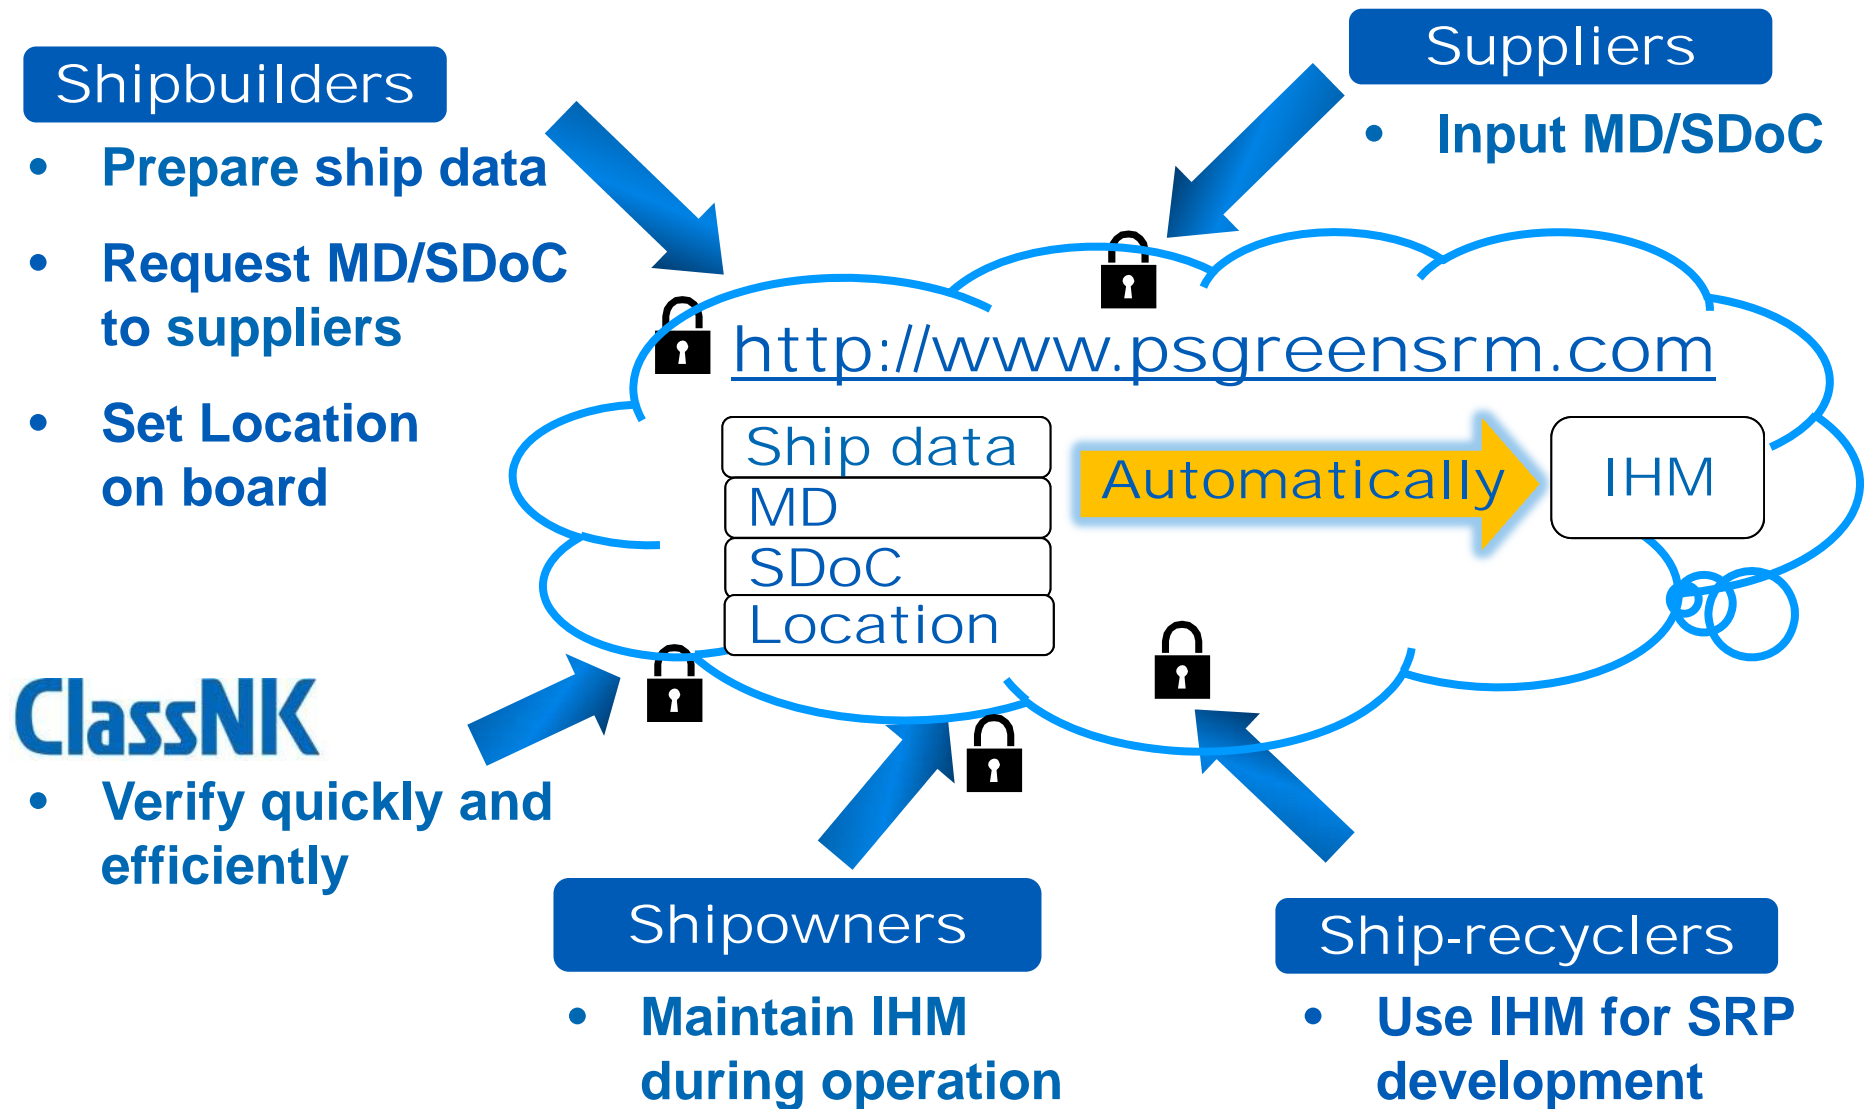 Shipbuilders
• Prepare ship data
• Request MD/SDoC
to suppliers
• Set Location
on board
Suppliers
• Input MD/SDoC
http://www.psgreensrm.com
Ship data
MD
SDoC
Location
Automatically
IHM
ClassNK
• Verify quickly and
efficiently
Shipowners
• Maintain IHM
during operation
Ship-recyclers
• Use IHM for SRP
development